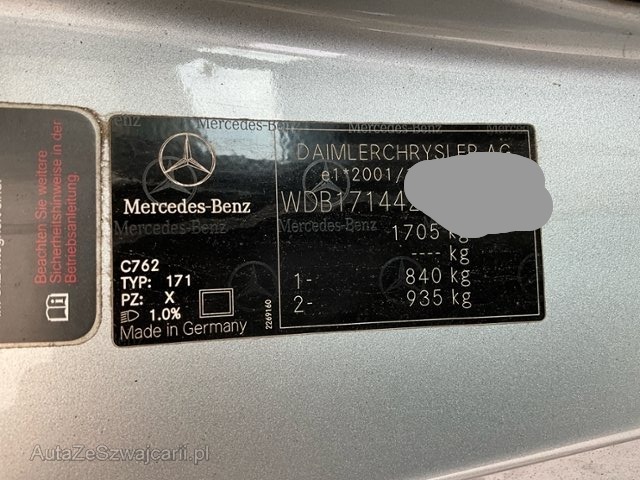 Beachten Sie weitere
Sicherheitshinweise in der
Betriebsanleitung.
Mercedes-Benz
Mercedes-Benz
Mercedes-Benz
DAIMLERCHRYSLER AG
e1*2001/
WDB171442
1705 kg
---- kg
1- 840 kg
2- 935 kg
C762
TYP: 171
PZ: X
1.0%
Made in Germany
2269160
AutaZeSzwajcarii.pl